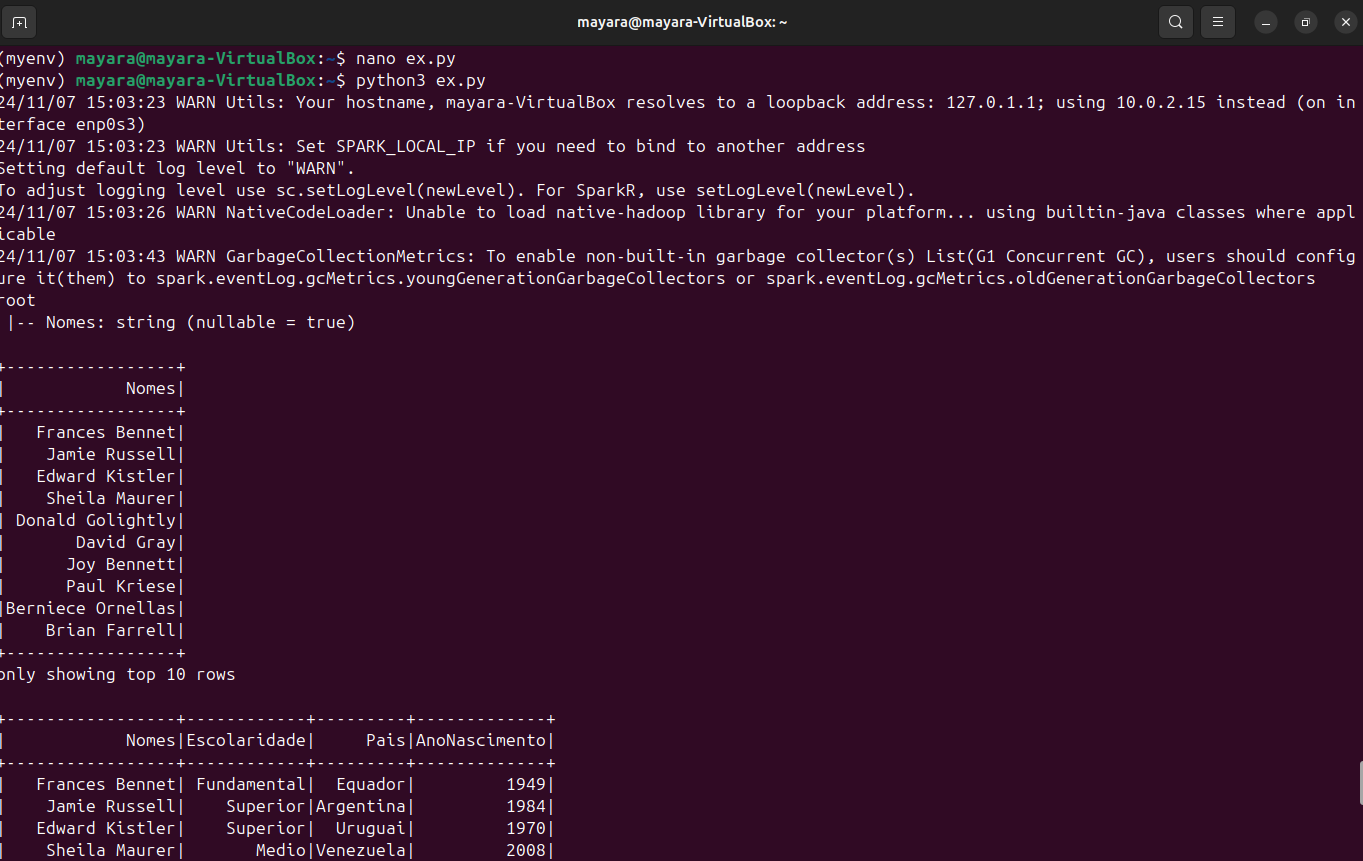 mayara@mayara-VirtualBox: ~
(myenv) mayara@mayara-VirtualBox:~$ nano ex.py
(myenv) mayara@mayara-VirtualBox:~$ python3 ex.py
24/11/07 15:03:23 WARN Utils: Your hostname, mayara-VirtualBox resolves to a loopback address: 127.0.1.1; using 10.0.2.15 instead (on in
terface enp0s3)
24/11/07 15:03:23 WARN Utils: Set SPARK_LOCAL_IP if you need to bind to another address
Setting default log level to "WARN".
To adjust logging level use sc.setLogLevel(newLevel). For SparkR, use setLogLevel(newLevel).
24/11/07 15:03:26 WARN NativeCodeLoader: Unable to load native-hadoop library for your platform... using builtin-java classes where appl
icable
24/11/07 15:03:43 WARN GarbageCollectionMetrics: To enable non-built-in garbage collector(s) List(G1 Concurrent GC), users should config
ure it(them) to spark.eventLog.gcMetrics.youngGenerationGarbageCollectors or spark.eventLog.gcMetrics.oldGenerationGarbageCollectors
root
 |-- Nomes: string (nullable = true)

+-----------------+
|            Nomes|
+-----------------+
|   Frances Bennet|
|    Jamie Russell|
|   Edward Kistler|
|    Sheila Maurer|
| Donald Golightly|
|       David Gray|
|      Joy Bennett|
|      Paul Kriese|
|Berniece Ornellas|
|    Brian Farrell|
+-----------------+
only showing top 10 rows

+-----------------+------------+---------+-------------+
|            Nomes|Escolaridade|     Pais|AnoNascimento|
+-----------------+------------+---------+-------------+
|   Frances Bennet| Fundamental|  Equador|         1949|
|    Jamie Russell|    Superior|Argentina|         1984|
|   Edward Kistler|    Superior|  Uruguai|         1970|
|    Sheila Maurer|       Medio|Venezuela|         2008|